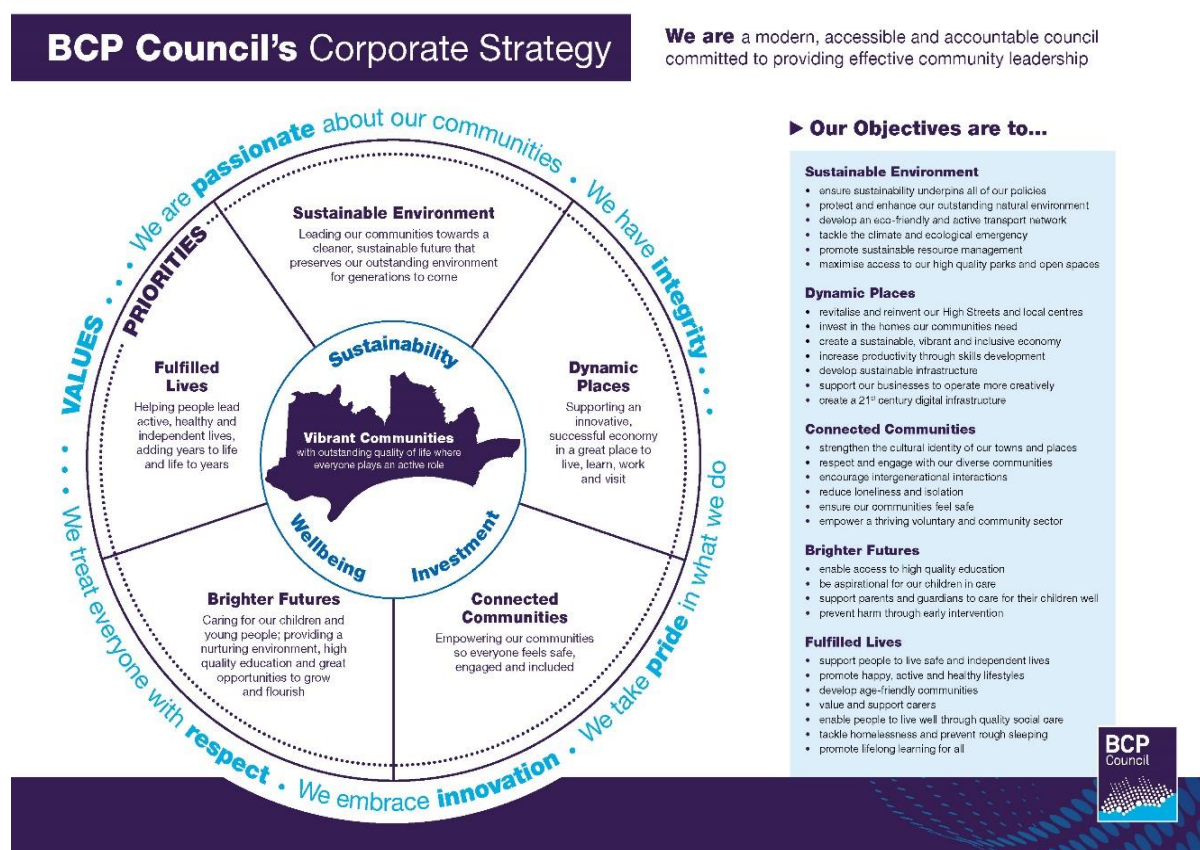 BCP Council's Corporate Strategy
We are a modern, accessible and accountable council
committed to providing effective community leadership
VALUES
We are passionate about our communities
We have integrity
We take pride in what we do
We embrace innovation
We treat everyone with respect
PRIORITIES
Sustainable Environment
Leading our communities towards a
cleaner, sustainable future that
preserves our outstanding environment
for generations to come
Dynamic
Places
Supporting an
innovative,
successful economy
in a great place to
live, learn, work
and visit
Connected
Communities
Empowering our communities
so everyone feels safe,
engaged and included
Brighter Futures
Caring for our children and
young people; providing a
nurturing environment, high
quality education and great
opportunities to grow
and flourish
Fulfilled
Lives
Helping people lead
active, healthy and
independent lives,
adding years to life
and life to years
Sustainability
Vibrant Communities
with outstanding quality of life where
everyone plays an active role
Wellbeing
Investment
▶ Our Objectives are to...
Sustainable Environment
• ensure sustainability underpins all of our policies
• protect and enhance our outstanding natural environment
• develop an eco-friendly and active transport network
• tackle the climate and ecological emergency
• promote sustainable resource management
• maximise access to our high quality parks and open spaces
Dynamic Places
• revitalise and reinvent our High Streets and local centres
• invest in the homes our communities need
• create a sustainable, vibrant and inclusive economy
• increase productivity through skills development
• develop sustainable infrastructure
• support our businesses to operate more creatively
• create a 21st century digital infrastructure
Connected Communities
• strengthen the cultural identity of our towns and places
• respect and engage with our diverse communities
• encourage intergenerational interactions
• reduce loneliness and isolation
• ensure our communities feel safe
• empower a thriving voluntary and community sector
Brighter Futures
• enable access to high quality education
• be aspirational for our children in care
• support parents and guardians to care for their children well
• prevent harm through early intervention
Fulfilled Lives
• support people to live safe and independent lives
• promote happy, active and healthy lifestyles
• develop age-friendly communities
• value and support carers
• enable people to live well through quality social care
• tackle homelessness and prevent rough sleeping
• promote lifelong learning for all
BCP
Council